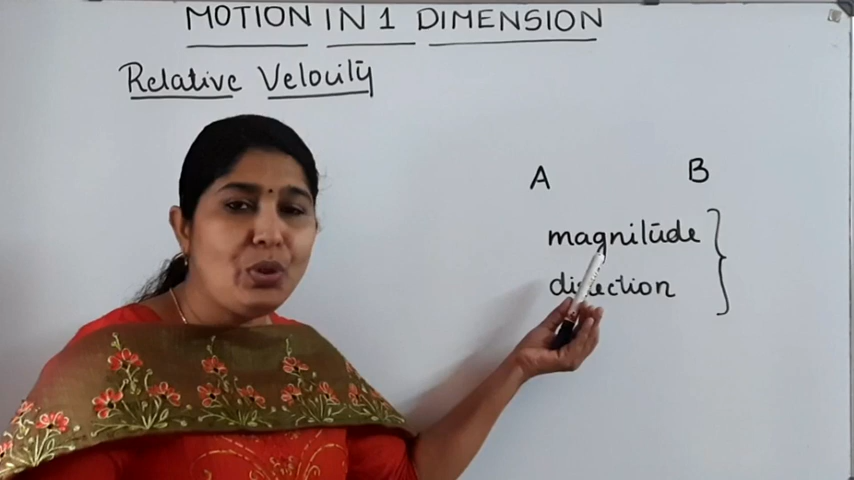 MOTION IN 1 DIMENSION
Relative Velocity
A B
magnitude
direction